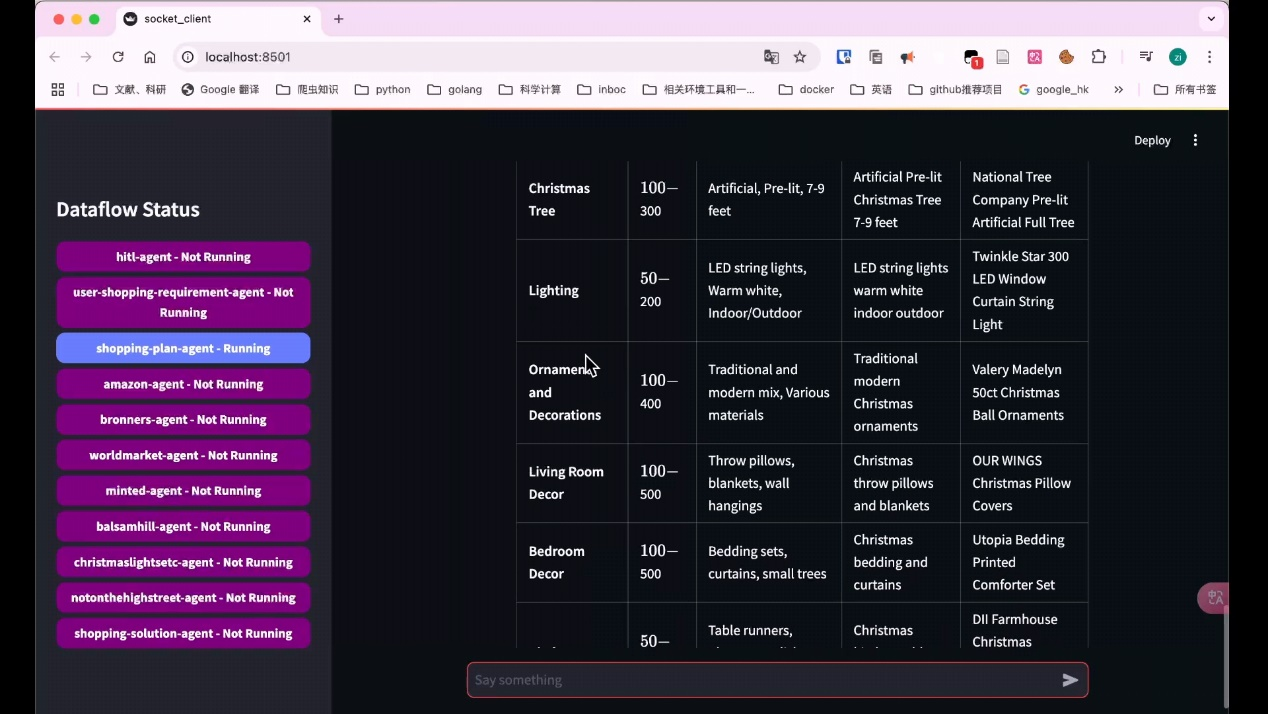 socket_client
localhost:8501
1
zi
文献、科研
Google 翻译
爬虫知识
python
golang
科学计算
inboc
相关环境工具和一...
docker
英语
github推荐项目
google_hk
所有书签
Deploy
Dataflow Status
hitl-agent - Not Running
user-shopping-requirement-agent - Not
Running
shopping-plan-agent - Running
amazon-agent - Not Running
bronners-agent - Not Running
worldmarket-agent - Not Running
minted-agent - Not Running
balsamhill-agent - Not Running
christmaslightsetc-agent - Not Running
notonthehighstreet-agent - Not Running
shopping-solution-agent - Not Running
Christmas
Tree
100—
300
Artificial, Pre-lit, 7-9
feet
Artificial Pre-lit
Christmas Tree
7-9 feet
National Tree
Company Pre-lit
Artificial Full Tree
Lighting
50—
200
LED string lights,
Warm white,
Indoor/Outdoor
LED string lights
warm white
indoor outdoor
Twinkle Star 300
LED Window
Curtain String
Light
Ornaments
and
Decorations
100—
400
Traditional and
modern mix, Various
materials
Traditional
modern
Christmas
ornaments
Valery Madelyn
50ct Christmas
Ball Ornaments
Living Room
Decor
100—
500
Throw pillows,
blankets, wall
hangings
Christmas
throw pillows
and blankets
OUR WINGS
Christmas Pillow
Covers
Bedroom
Decor
100—
500
Bedding sets,
curtains, small trees
Christmas
bedding and
curtains
Utopia Bedding
Printed
Comforter Set
50—
Table runners,
Christmas
DII Farmhouse
Christmas
Say something